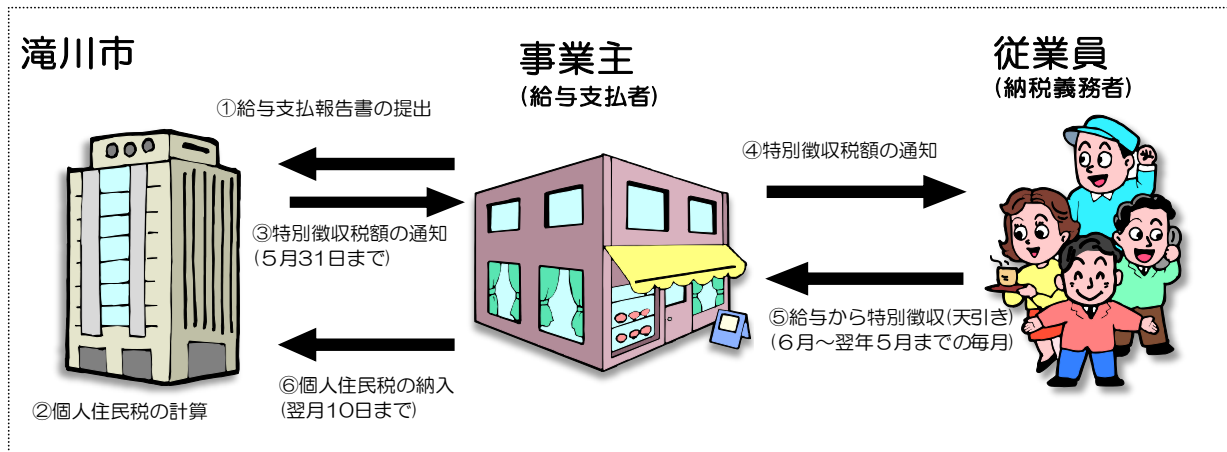 滝川市
事業主
(給与支払者)
従業員
(納税義務者)
①給与支払報告書の提出
④特別徴収税額の通知
③特別徴収税額の通知
(５月31日まで)
⑤給与から特別徴収(天引き)
(６月～翌年５月までの毎月)
⑥個人住民税の納入
(翌月10日まで)
②個人住民税の計算